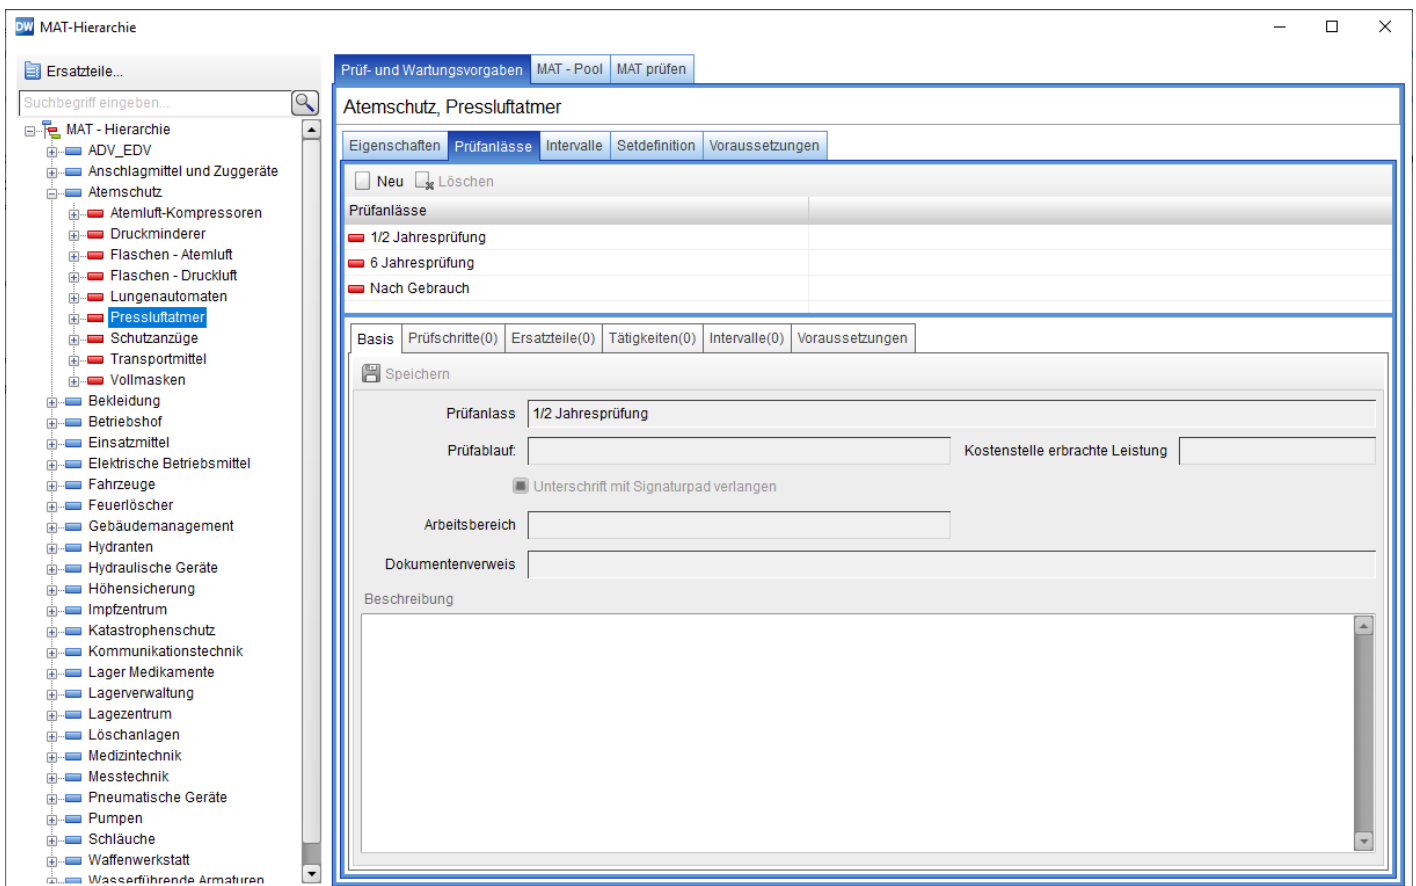 DW MAT-Hierarchie
Ersatzteile...
Suchbegriff eingeben...
MAT - Hierarchie
ADV_EDV
Anschlagmittel und Zuggeräte
Atemschutz
Atemluft-Kompressoren
Druckminderer
Flaschen - Atemluft
Flaschen - Druckluft
Lungenautomaten
Pressluftatmer
Schutzanzüge
Transportmittel
Vollmasken
Bekleidung
Betriebshof
Einsatzmittel
Elektrische Betriebsmittel
Fahrzeuge
Feuerlöscher
Gebäudemanagement
Hydranten
Hydraulische Geräte
Höhensicherung
Impfzentrum
Katastrophenschutz
Kommunikationstechnik
Lager Medikamente
Lagerverwaltung
Lagezentrum
Löschanlagen
Medizintechnik
Messtechnik
Pneumatische Geräte
Pumpen
Schläuche
Waffenwerkstatt
Wasserführende Armaturen
Prüf- und Wartungsvorgaben MAT - Pool MAT prüfen
Atemschutz, Pressluftatmer
Eigenschaften Prüfanlässe Intervalle Setdefinition Voraussetzungen
Neu Löschen
Prüfanlässe
1/2 Jahresprüfung
6 Jahresprüfung
Nach Gebrauch
Basis Prüfschritte(0) Ersatzteile(0) Tätigkeiten(0) Intervalle(0) Voraussetzungen
Speichern
Prüfanlass 1/2 Jahresprüfung
Prüfablauf: Kostenstelle erbrachte Leistung
Unterschrift mit Signaturpad verlangen
Arbeitsbereich
Dokumentenverweis
Beschreibung